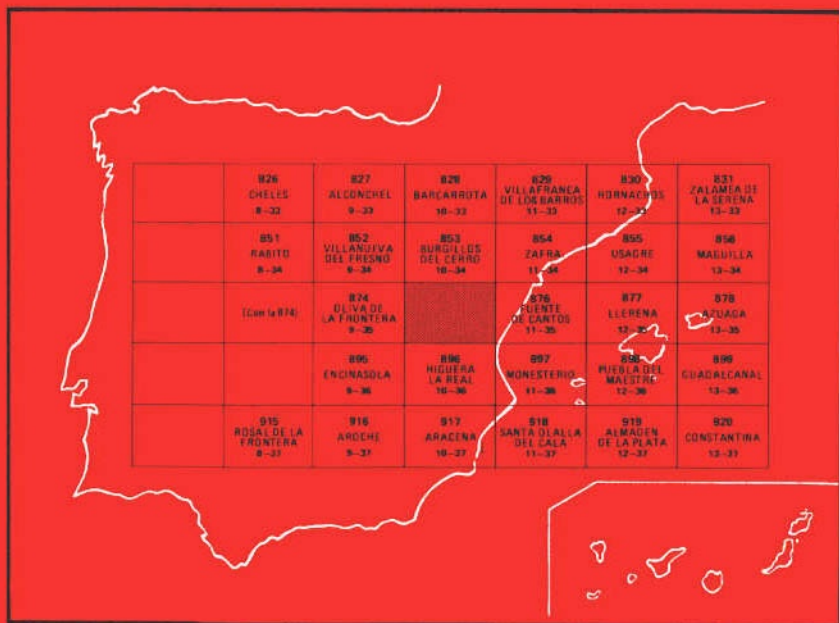 826
CHELES
8-33
827
ALCONCHEL
9-33
828
BARCARROTA
10-33
829
VILLAFRANCA
DE LOS BARROS
11-33
830
HORNACHOS
12-33
831
ZALAMEA DE
LA SERENA
13-33
851
RABITO
8-34
852
VILLANUEVA
DEL FRESNO
9-34
853
BURGUILLOS
DEL CERRO
10-34
854
ZAFRA
11-34
855
USAGRE
12-34
856
MAGUILLA
13-34
(Con la 874)
874
OLIVA DE
LA FRONTERA
9-35
876
FUENTE
DE CANTOS
11-35
877
LLERENA
12-35
878
AZUAGA
13-35
895
ENCINASOLA
9-36
896
HIGUERA
LA REAL
10-36
897
MONESTERIO
11-36
898
PUEBLA DEL
MAESTRE
12-36
899
GUADALCANAL
13-36
915
ROSAL DE LA
FRONTERA
8-37
916
AROCHE
9-37
917
ARACENA
10-37
918
SANTA OLALLA
DEL CALA
11-37
919
ALMADEN
DE LA PLATA
12-37
920
CONSTANTINA
13-37